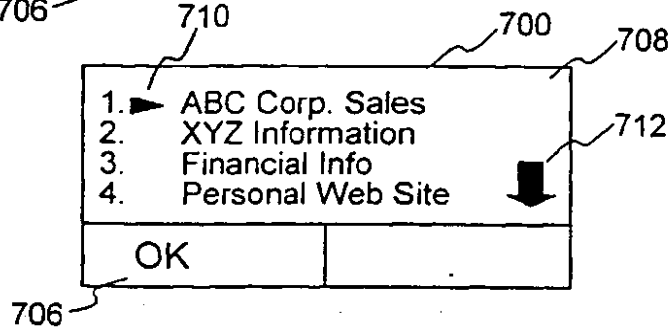 706
710
700
708
1. ABC Corp. Sales
2. XYZ Information
712
3. Financial Info
4. Personal Web Site
OK
706